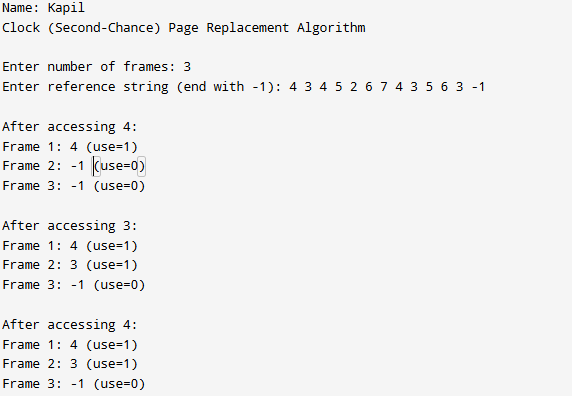 Name: Kapil
Clock (Second-Chance) Page Replacement Algorithm
Enter number of frames: 3
Enter reference string (end with -1): 4 3 4 5 2 6 7 4 3 5 6 3 -1
After accessing 4:
Frame 1: 4 (use=1)
Frame 2: -1 (use=0)
Frame 3: -1 (use=0)
After accessing 3:
Frame 1: 4 (use=1)
Frame 2: 3 (use=1)
Frame 3: -1 (use=0)
After accessing 4:
Frame 1: 4 (use=1)
Frame 2: 3 (use=1)
Frame 3: -1 (use=0)